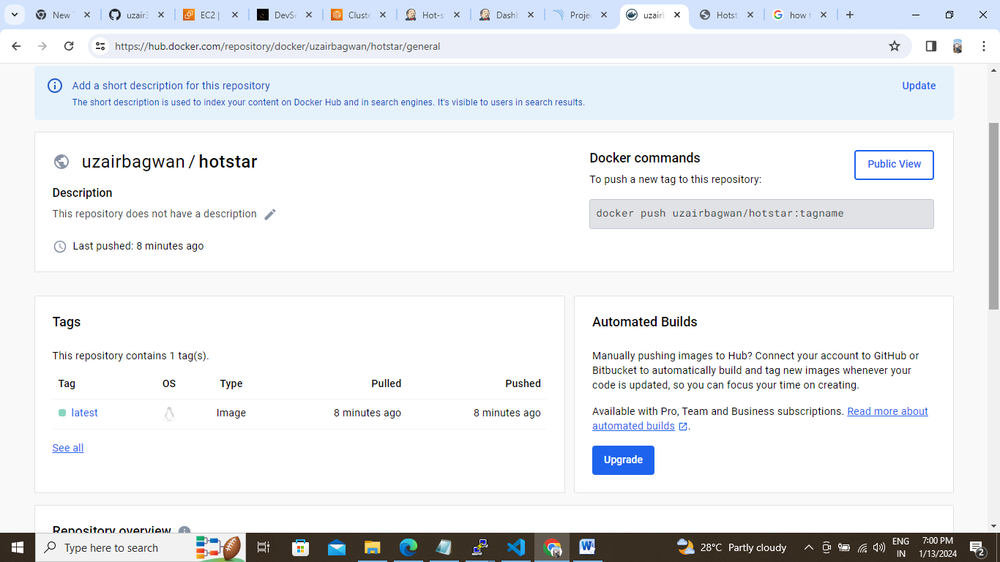 New T
uzair3
EC2 |
DevSe
Cluste
Hot-s
Dashb
Projec
uzairb
Hotst
how t
https://hub.docker.com/repository/docker/uzairbagwan/hotstar/general
Add a short description for this repository
Update
The short description is used to index your content on Docker Hub and in search engines. It's visible to users in search results.
uzairbagwan / hotstar
Docker commands
Public View
To push a new tag to this repository:
Description
This repository does not have a description
docker push uzairbagwan/hotstar:tagname
Last pushed: 8 minutes ago
Tags
This repository contains 1 tag(s).
Tag OS Type Pulled Pushed
latest Image 8 minutes ago 8 minutes ago
See all
Automated Builds
Manually pushing images to Hub? Connect your account to GitHub or
Bitbucket to automatically build and tag new images whenever your
code is updated, so you can focus your time on creating.
Available with Pro, Team and Business subscriptions. Read more about
automated builds .
Upgrade
Repository overview
Type here to search
28°C Partly cloudy
ENG
IN
7:00 PM
1/13/2024
2